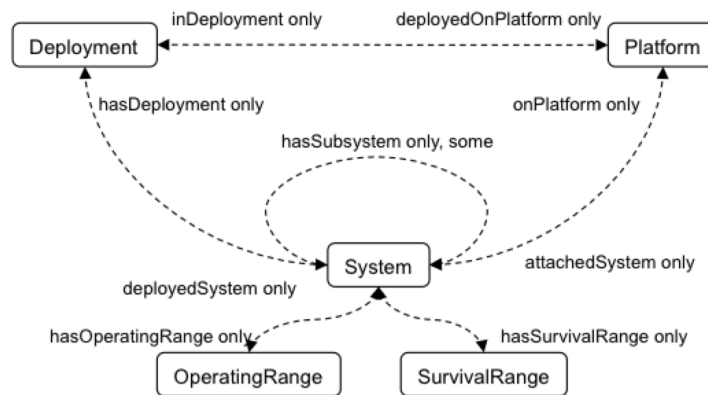 inDeployment only
deployedOnPlatform only
Deployment
Platform
hasDeployment only
onPlatform only
hasSubsystem only, some
System
attachedSystem only
deployedSystem only
hasOperatingRange only
hasSurvivalRange only
OperatingRange
SurvivalRange